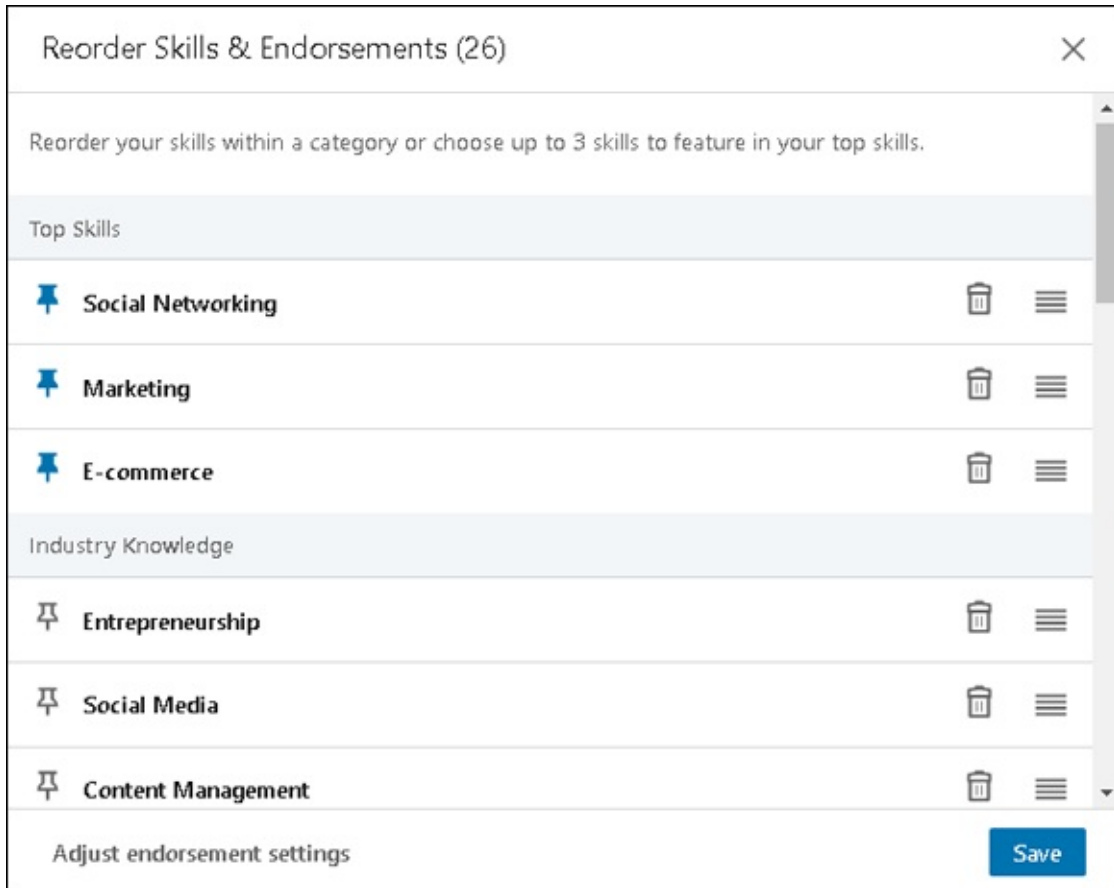 Reorder Skills & Endorsements (26)
Reorder your skills within a category or choose up to 3 skills to feature in your top skills.
Top Skills
Social Networking
Marketing
E-commerce
Industry Knowledge
Entrepreneurship
Social Media
Content Management
Adjust endorsement settings
Save